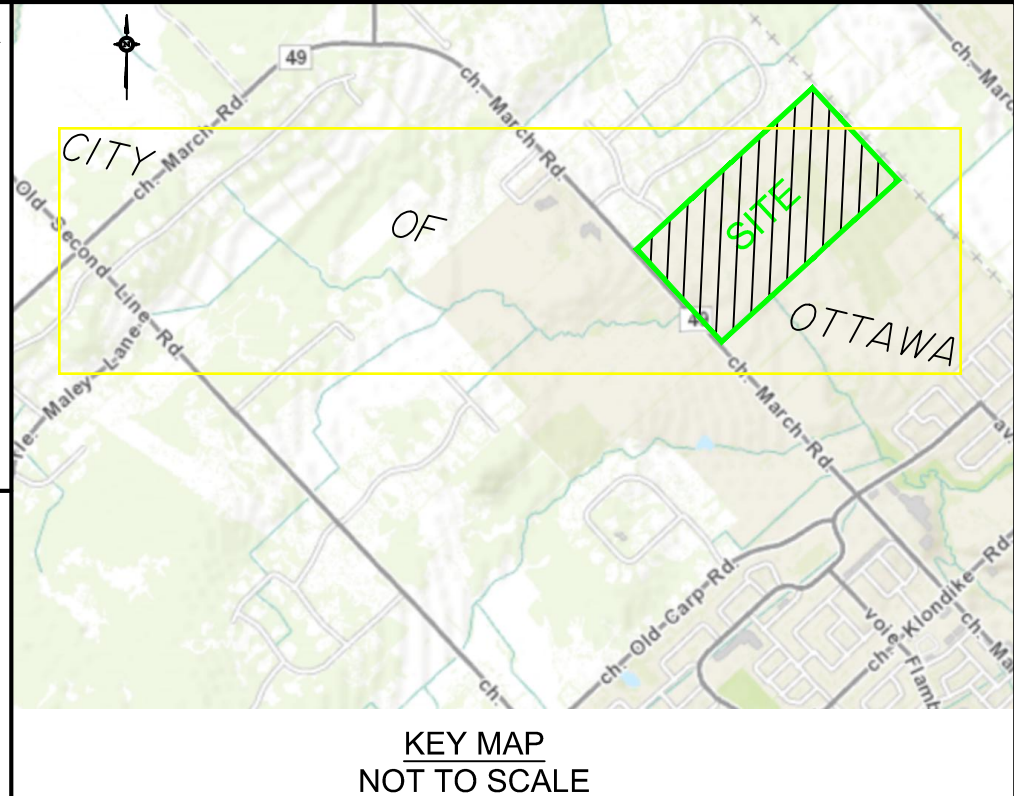 49
ch. March Rd.
ch. March Rd.
CITY
Old Second Line Rd.
OF
SITE
49
OTTAWA
Maley Lane
ch. March Rd.
ch. Old Carp Rd.
ch. Klondike Rd.
voie Flamb
av.
ch.
KEY MAP
NOT TO SCALE